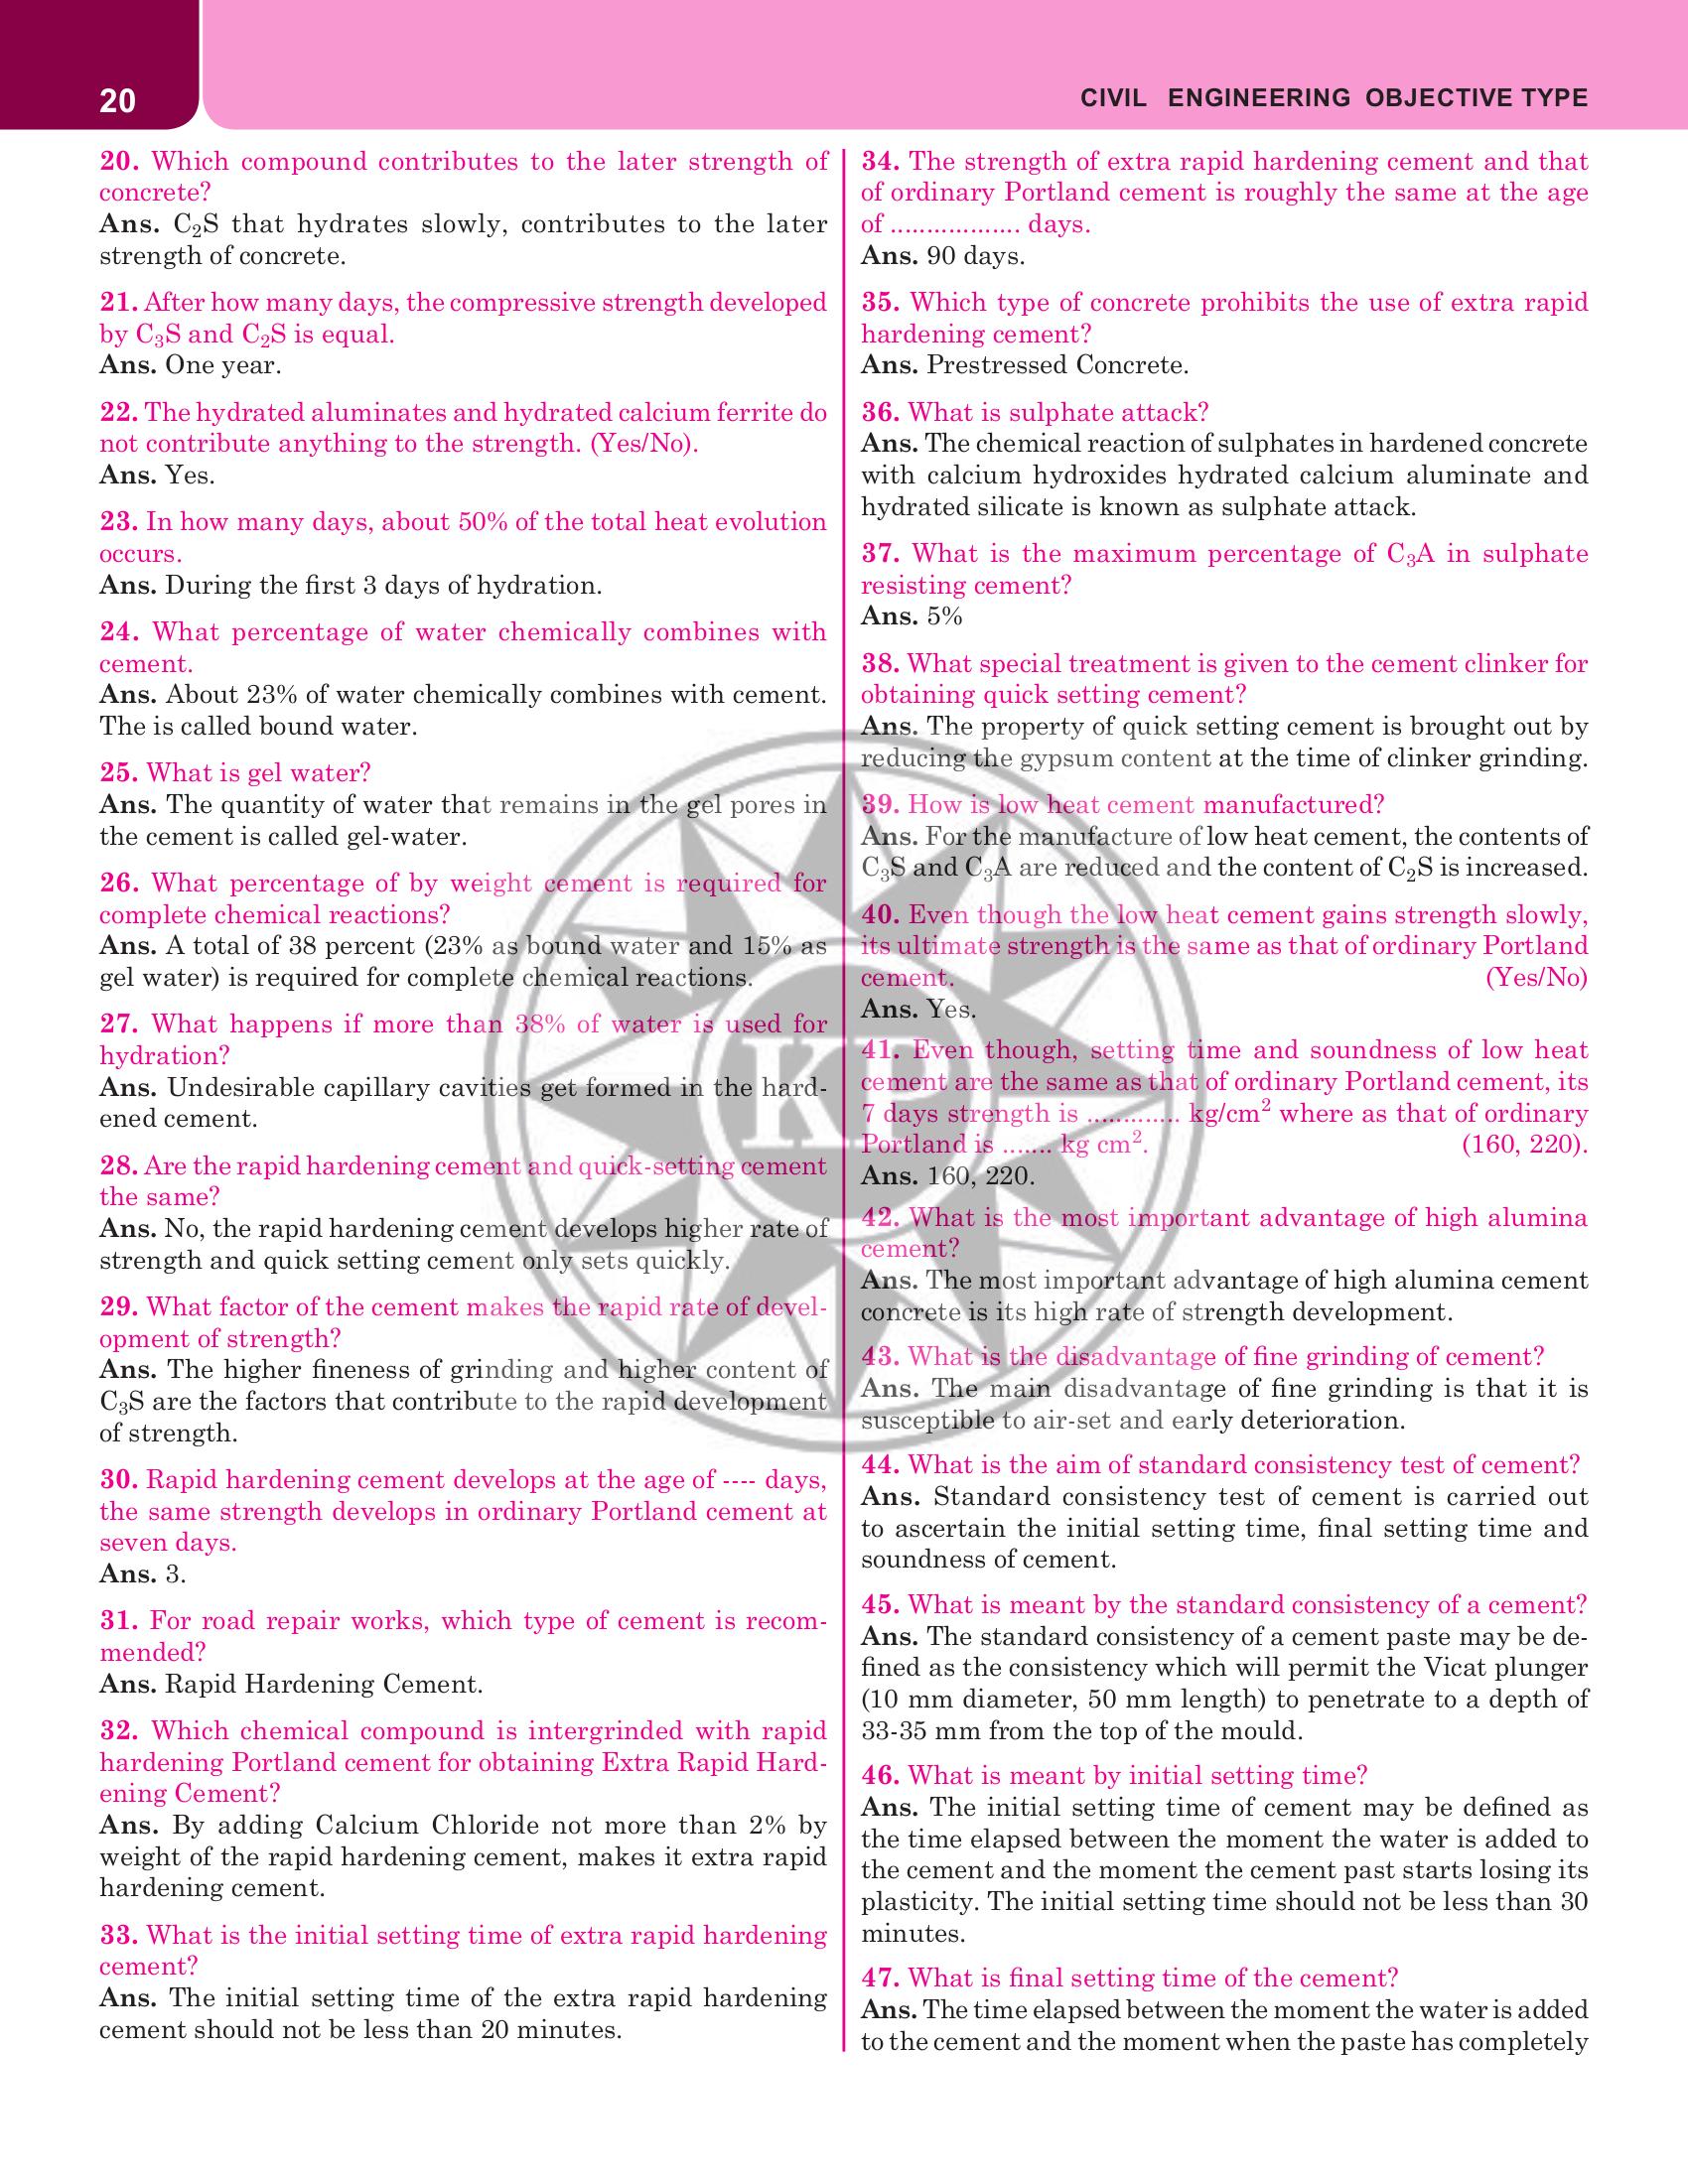 20
CIVIL ENGINEERING OBJECTIVE TYPE
20. Which compound contributes to the later strength of
concrete?
Ans. C₂S that hydrates slowly, contributes to the later
strength of concrete.
21. After how many days, the compressive strength developed
by C₃S and C₂S is equal.
Ans. One year.
22. The hydrated aluminates and hydrated calcium ferrite do
not contribute anything to the strength. (Yes/No).
Ans. Yes.
23. In how many days, about 50% of the total heat evolution
occurs.
Ans. During the first 3 days of hydration.
24. What percentage of water chemically combines with
cement.
Ans. About 23% of water chemically combines with cement.
The is called bound water.
25. What is gel water?
Ans. The quantity of water that remains in the gel pores in
the cement is called gel-water.
26. What percentage of by weight cement is required for
complete chemical reactions?
Ans. A total of 38 percent (23% as bound water and 15% as
gel water) is required for complete chemical reactions.
27. What happens if more than 38% of water is used for
hydration?
Ans. Undesirable capillary cavities get formed in the hard-
ened cement.
28. Are the rapid hardening cement and quick-setting cement
the same?
Ans. No, the rapid hardening cement develops higher rate of
strength and quick setting cement only sets quickly.
29. What factor of the cement makes the rapid rate of devel-
opment of strength?
Ans. The higher fineness of grinding and higher content of
C₃S are the factors that contribute to the rapid development
of strength.
30. Rapid hardening cement develops at the age of ---- days,
the same strength develops in ordinary Portland cement at
seven days.
Ans. 3.
31. For road repair works, which type of cement is recom-
mended?
Ans. Rapid Hardening Cement.
32. Which chemical compound is intergrinded with rapid
hardening Portland cement for obtaining Extra Rapid Hard-
ening Cement?
Ans. By adding Calcium Chloride not more than 2% by
weight of the rapid hardening cement, makes it extra rapid
hardening cement.
33. What is the initial setting time of extra rapid hardening
cement?
Ans. The initial setting time of the extra rapid hardening
cement should not be less than 20 minutes.
34. The strength of extra rapid hardening cement and that
of ordinary Portland cement is roughly the same at the age
of .................. days.
Ans. 90 days.
35. Which type of concrete prohibits the use of extra rapid
hardening cement?
Ans. Prestressed Concrete.
36. What is sulphate attack?
Ans. The chemical reaction of sulphates in hardened concrete
with calcium hydroxides hydrated calcium aluminate and
hydrated silicate is known as sulphate attack.
37. What is the maximum percentage of C₃A in sulphate
resisting cement?
Ans. 5%
38. What special treatment is given to the cement clinker for
obtaining quick setting cement?
Ans. The property of quick setting cement is brought out by
reducing the gypsum content at the time of clinker grinding.
39. How is low heat cement manufactured?
Ans. For the manufacture of low heat cement, the contents of
C₃S and C₃A are reduced and the content of C₂S is increased.
40. Even though the low heat cement gains strength slowly,
its ultimate strength is the same as that of ordinary Portland
cement. (Yes/No)
Ans. Yes.
41. Even though, setting time and soundness of low heat
cement are the same as that of ordinary Portland cement, its
7 days strength is ............. kg/cm² where as that of ordinary
Portland is ....... kg cm². (160, 220).
Ans. 160, 220.
42. What is the most important advantage of high alumina
cement?
Ans. The most important advantage of high alumina cement
concrete is its high rate of strength development.
43. What is the disadvantage of fine grinding of cement?
Ans. The main disadvantage of fine grinding is that it is
susceptible to air-set and early deterioration.
44. What is the aim of standard consistency test of cement?
Ans. Standard consistency test of cement is carried out
to ascertain the initial setting time, final setting time and
soundness of cement.
45. What is meant by the standard consistency of a cement?
Ans. The standard consistency of a cement paste may be de-
fined as the consistency which will permit the Vicat plunger
(10 mm diameter, 50 mm length) to penetrate to a depth of
33-35 mm from the top of the mould.
46. What is meant by initial setting time?
Ans. The initial setting time of cement may be defined as
the time elapsed between the moment the water is added to
the cement and the moment the cement past starts losing its
plasticity. The initial setting time should not be less than 30
minutes.
47. What is final setting time of the cement?
Ans. The time elapsed between the moment the water is added
to the cement and the moment when the paste has completely
KP